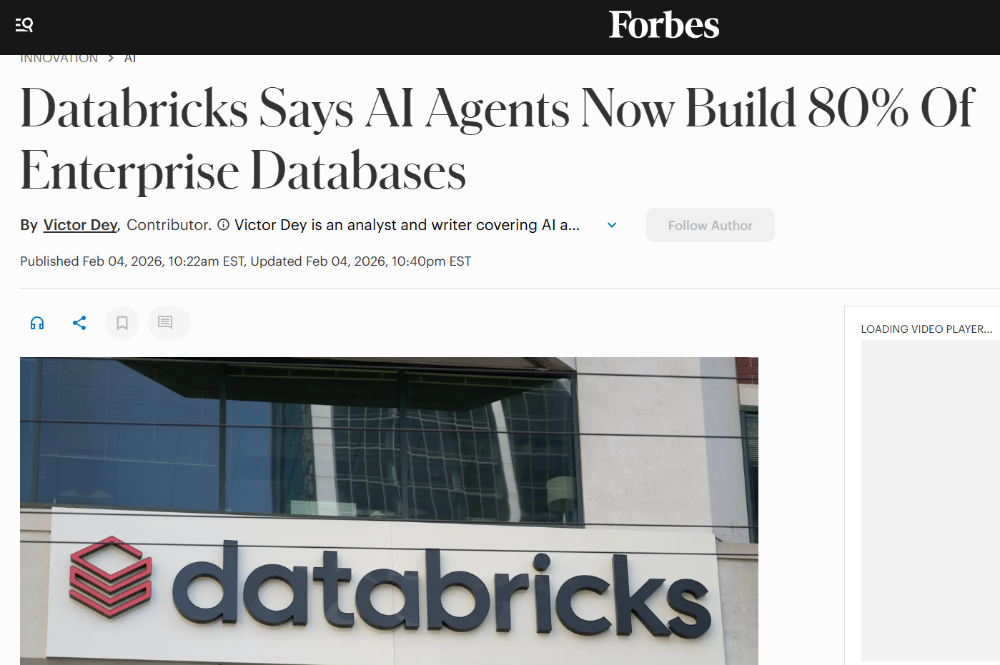 Forbes
INNOVATION > AI
Databricks Says AI Agents Now Build 80% Of
Enterprise Databases
By Victor Dey, Contributor. Victor Dey is an analyst and writer covering AI a...
Follow Author
Published Feb 04, 2026, 10:22am EST, Updated Feb 04, 2026, 10:40pm EST
LOADING VIDEO PLAYER...
databricks